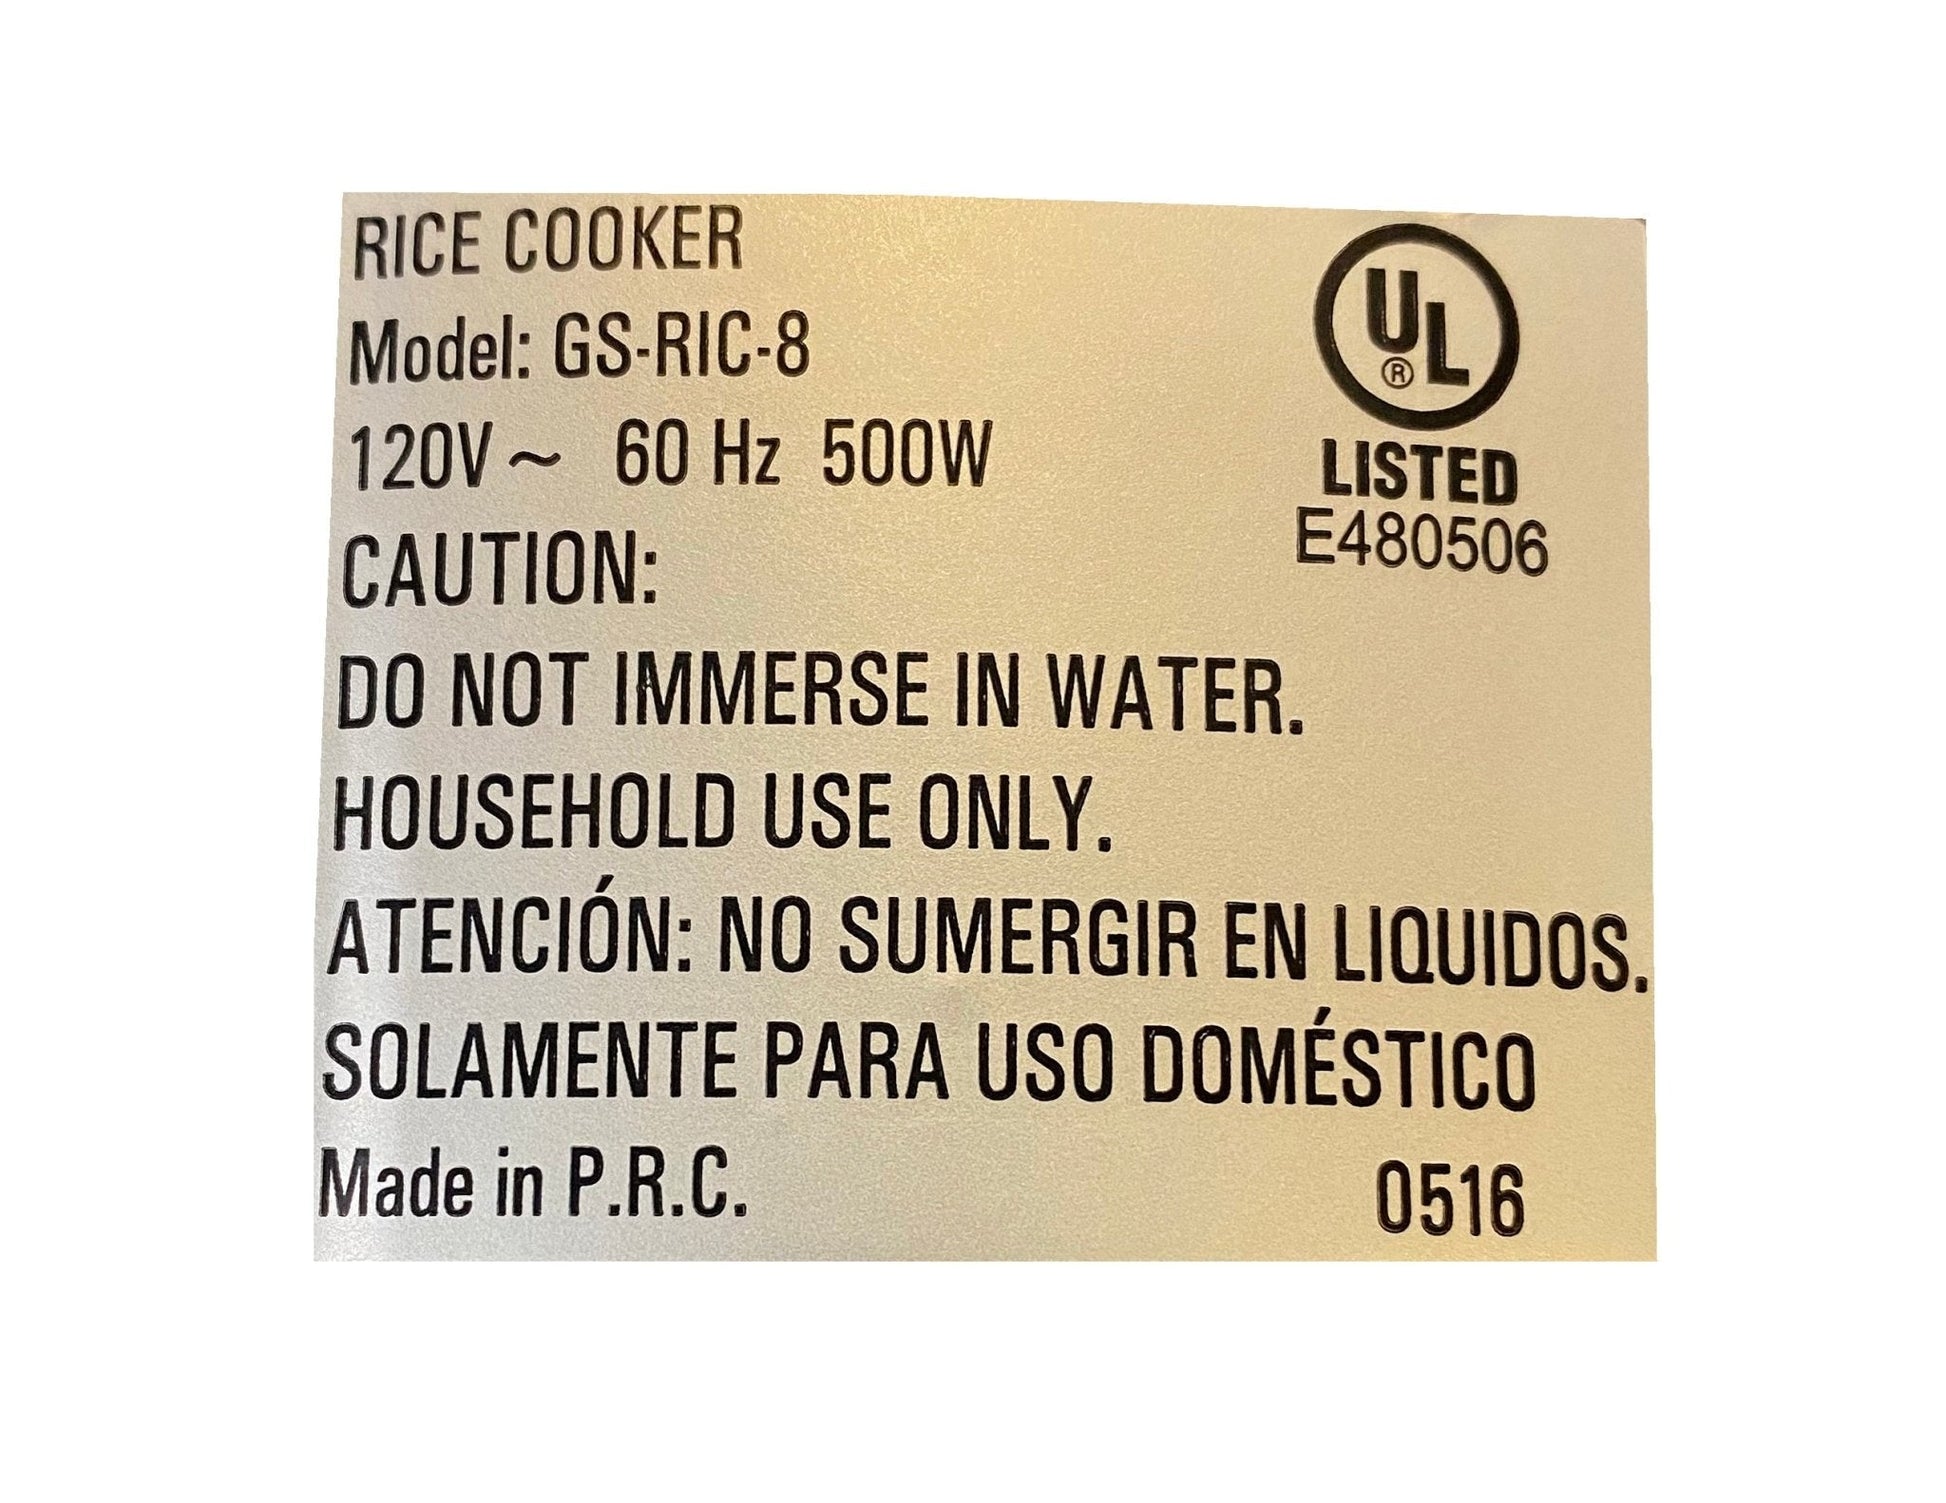 RICE COOKER
Model: GS-RIC-8
120V ~ 60 Hz 500W
UL
®
LISTED
E480506
CAUTION:
DO NOT IMMERSE IN WATER.
HOUSEHOLD USE ONLY.
ATENCIÓN: NO SUMERGIR EN LIQUIDOS.
SOLAMENTE PARA USO DOMÉSTICO
Made in P.R.C.
0516